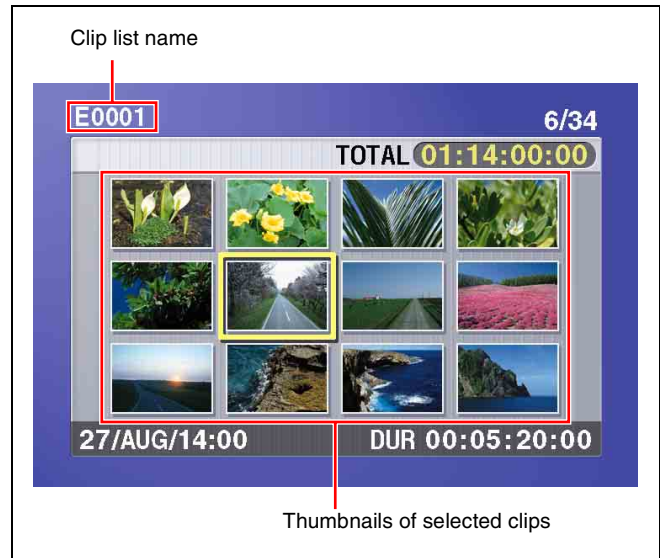 Clip list name
E0001
6/34
TOTAL 01:14:00:00
27/AUG/14:00
DUR 00:05:20:00
Thumbnails of selected clips